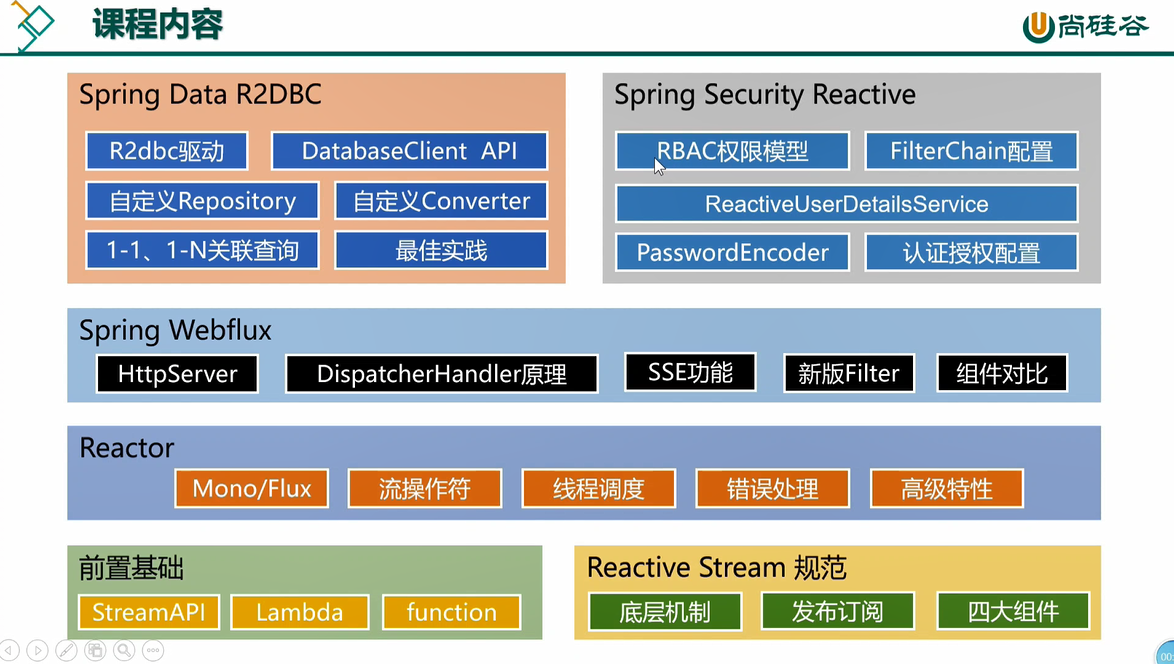 课程内容
尚硅谷
Spring Data R2DBC
R2dbc驱动
DatabaseClient API
自定义Repository
自定义Converter
1-1、1-N关联查询
最佳实践
Spring Security Reactive
RBAC权限模型
FilterChain配置
ReactiveUserDetailsService
PasswordEncoder
认证授权配置
Spring Webflux
HttpServer
DispatcherHandler原理
SSE功能
新版Filter
组件对比
Reactor
Mono/Flux
流操作符
线程调度
错误处理
高级特性
前置基础
StreamAPI
Lambda
function
Reactive Stream 规范
底层机制
发布订阅
四大组件